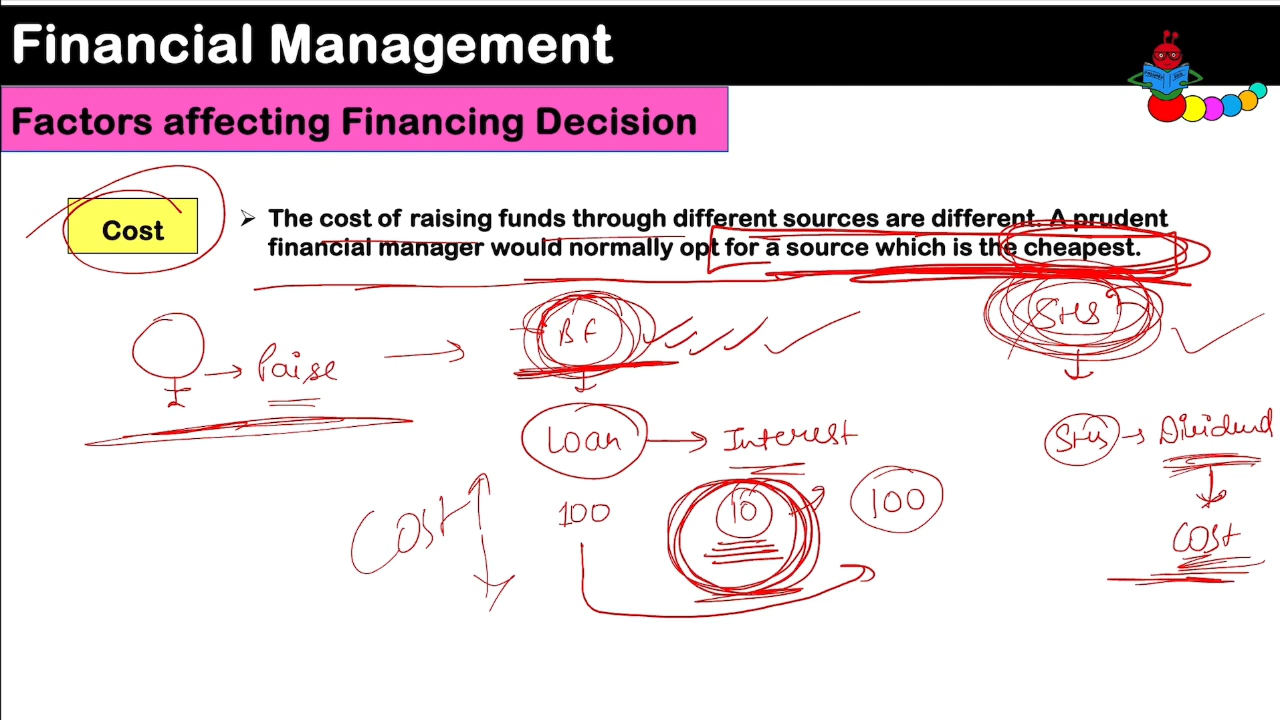 Financial Management
Factors affecting Financing Decision
Cost
➢ The cost of raising funds through different sources are different. A prudent
financial manager would normally opt for a source which is the cheapest.
BF
SHS
Raise
Loan → Interest
SHS → Dividend
100
10
100
Cost
Cost